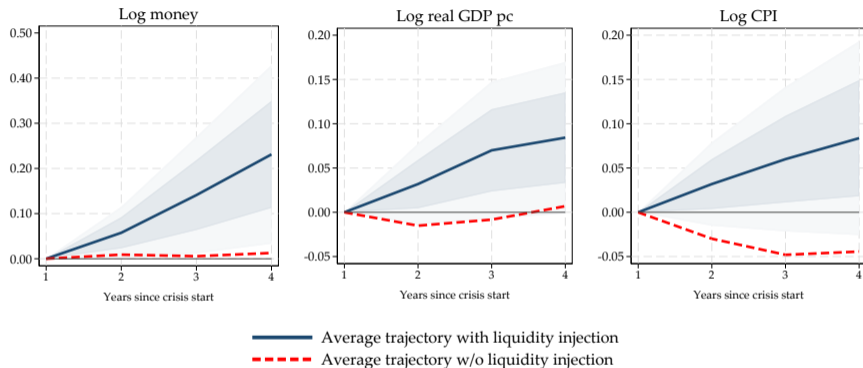 Log money
0.50
0.40
0.30
0.20
0.10
0.00
1 2 3 4
Years since crisis start
Log real GDP pc
0.20
0.15
0.10
0.05
0.00
-0.05
1 2 3 4
Years since crisis start
Log CPI
0.20
0.15
0.10
0.05
0.00
-0.05
1 2 3 4
Years since crisis start
Average trajectory with liquidity injection
Average trajectory w/o liquidity injection